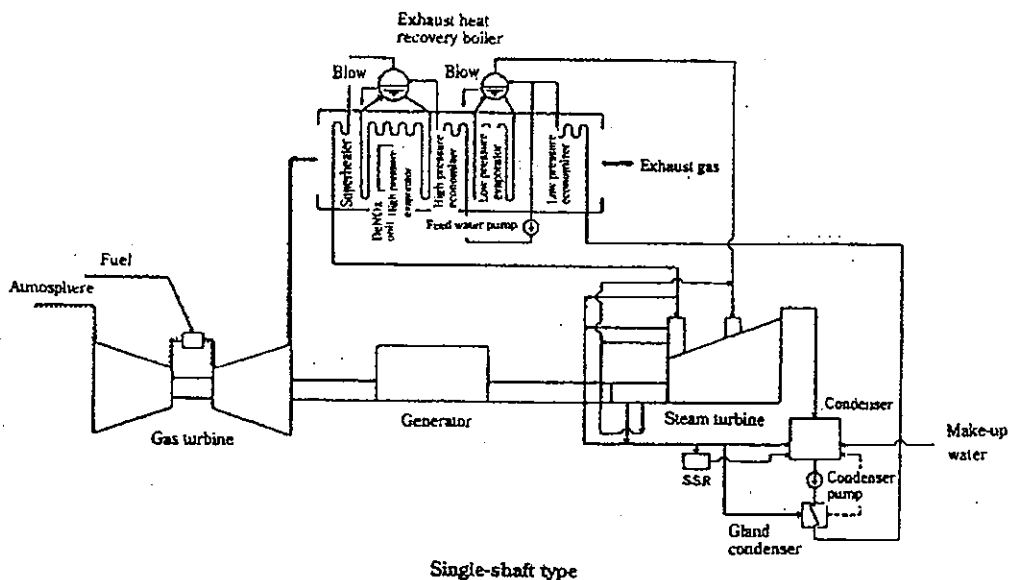 Exhaust heat
recovery boiler
Blow
Blow
Superheater
DeNOx
unit
High pressure
evaporator
High pressure
economizer
Low pressure
evaporator
Low pressure
economizer
Exhaust gas
Feed water pump
Fuel
Atmosphere
Gas turbine
Generator
Steam turbine
Condenser
Make-up
water
S.S.R
Condenser
pump
Gland
condenser
Single-shaft type